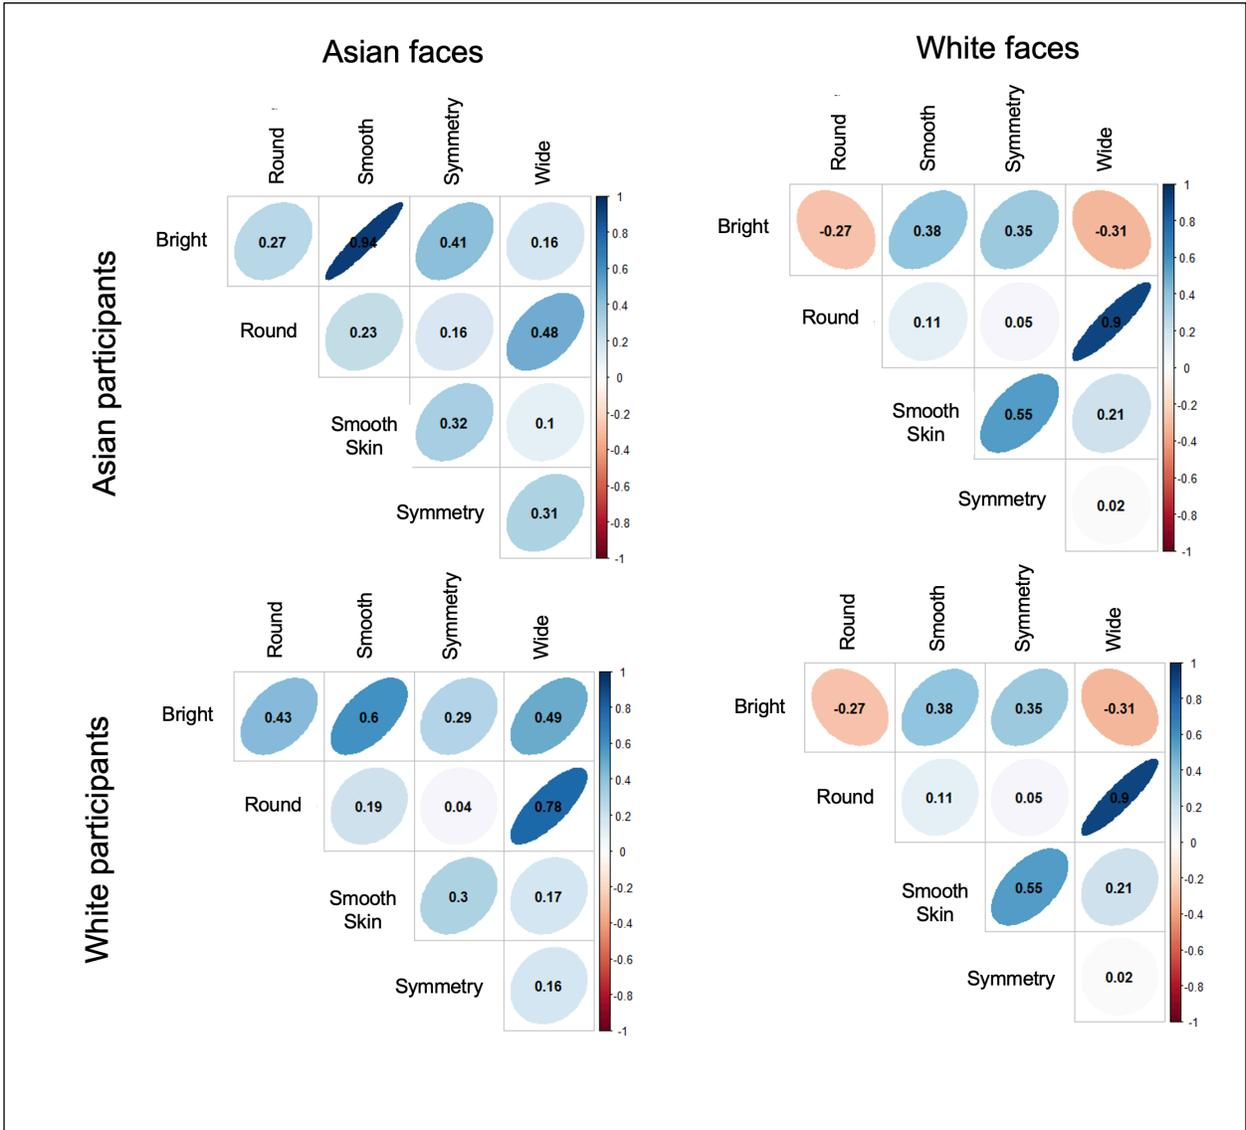 Asian faces
White faces
Asian participants
Round
Smooth
Symmetry
Wide
Bright
0.27
0.94
0.41
0.16
Round
0.23
0.16
0.48
Smooth
Skin
0.32
0.1
Symmetry
0.31
1
0.8
0.6
0.4
0.2
0
-0.2
-0.4
-0.6
-0.8
-1
Round
Smooth
Symmetry
Wide
Bright
-0.27
0.38
0.35
-0.31
Round
0.11
0.05
0.9
Smooth
Skin
0.55
0.21
Symmetry
0.02
1
0.8
0.6
0.4
0.2
0
-0.2
-0.4
-0.6
-0.8
-1
White participants
Round
Smooth
Symmetry
Wide
Bright
0.43
0.6
0.29
0.49
Round
0.19
0.04
0.78
Smooth
Skin
0.3
0.17
Symmetry
0.16
1
0.8
0.6
0.4
0.2
0
-0.2
-0.4
-0.6
-0.8
-1
Round
Smooth
Symmetry
Wide
Bright
-0.27
0.38
0.35
-0.31
Round
0.11
0.05
0.9
Smooth
Skin
0.55
0.21
Symmetry
0.02
1
0.8
0.6
0.4
0.2
0
-0.2
-0.4
-0.6
-0.8
-1